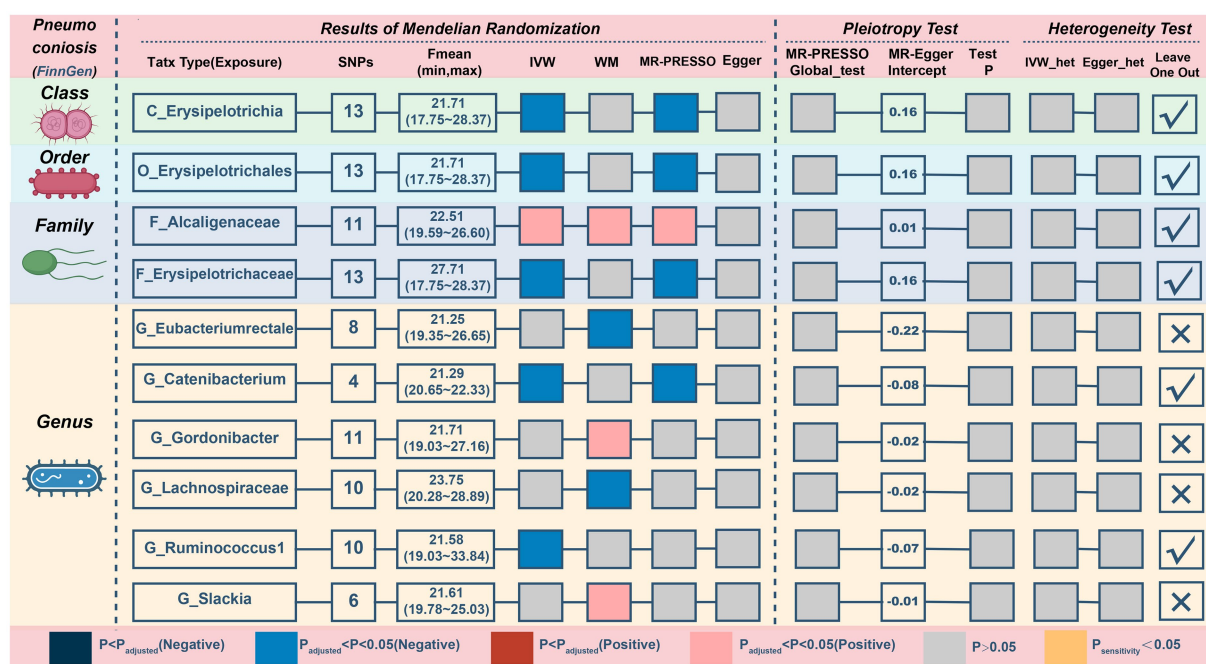 Pneumo
coniosis
(FinnGen)
Results of Mendelian Randomization
Pleiotropy Test
Heterogeneity Test
Tatx Type(Exposure) SNPs Fmean (min,max) IVW WM MR-PRESSO Egger MR-PRESSO Global_test MR-Egger Intercept Test P IVW_het Egger_het Leave One Out
Class
C_Erysipelotrichia 13 21.71 (17.75~28.37) 0.16
Order
O_Erysipelotrichales 13 21.71 (17.75~28.37) 0.16
Family
F_Alcaligenaceae 11 22.51 (19.59~26.60) 0.01
F_Erysipelotrichaceae 13 27.71 (17.75~28.37) 0.16
Genus
G_Eubacteriumrectale 8 21.25 (19.35~26.65) -0.22
G_Catenibacterium 4 21.29 (20.65~22.33) -0.08
G_Gordonibacter 11 21.71 (19.03~27.16) -0.02
G_Lachnospiraceae 10 23.75 (20.28~28.89) -0.02
G_Ruminococcus1 10 21.58 (19.03~33.84) -0.07
G_Slackia 6 21.61 (19.78~25.03) -0.01
P<Padjusted(Negative) Padjusted<P<0.05(Negative) P<Padjusted(Positive) Padjusted<P<0.05(Positive) P>0.05 Psensitivity<0.05